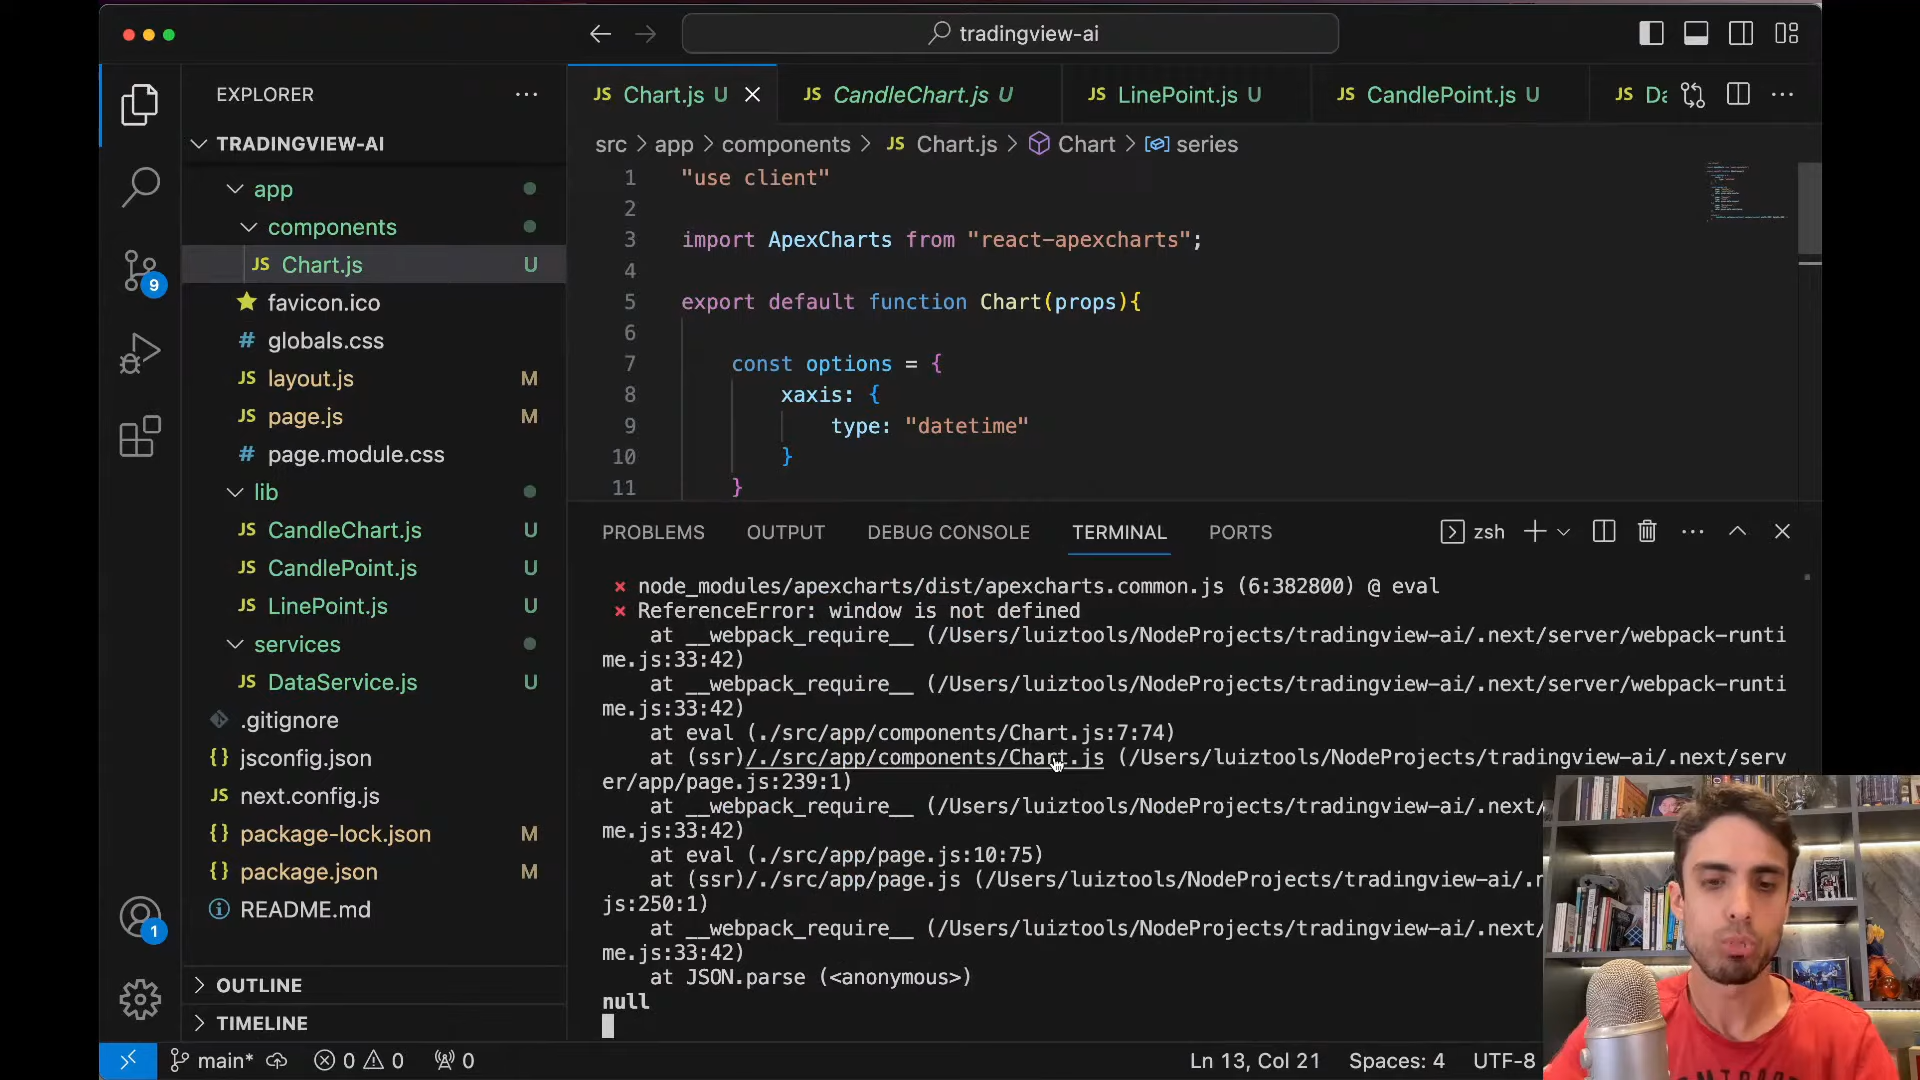 tradingview-ai
EXPLORER
TRADINGVIEW-AI
app
components
JS Chart.js U
favicon.ico
# globals.css
JS layout.js M
JS page.js M
# page.module.css
lib
JS CandleChart.js U
JS CandlePoint.js U
JS LinePoint.js U
services
JS DataService.js U
.gitignore
{} jsconfig.json
JS next.config.js
{} package-lock.json M
{} package.json M
README.md
OUTLINE
TIMELINE
9
1
JS Chart.js U
JS CandleChart.js U
JS LinePoint.js U
JS CandlePoint.js U
JS Da
src > app > components > JS Chart.js > Chart > series
1 "use client"
2
3 import ApexCharts from "react-apexcharts";
4
5 export default function Chart(props){
6
7 const options = {
8 xaxis: {
9 type: "datetime"
10 }
11 }
PROBLEMS OUTPUT DEBUG CONSOLE TERMINAL PORTS zsh
× node_modules/apexcharts/dist/apexcharts.common.js (6:382800) @ eval
× ReferenceError: window is not defined
at __webpack_require__ (/Users/luiztools/NodeProjects/tradingview-ai/.next/server/webpack-runti
me.js:33:42)
at __webpack_require__ (/Users/luiztools/NodeProjects/tradingview-ai/.next/server/webpack-runti
me.js:33:42)
at eval (./src/app/components/Chart.js:7:74)
at (ssr)/./src/app/components/Chart.js (/Users/luiztools/NodeProjects/tradingview-ai/.next/serv
er/app/page.js:239:1)
at __webpack_require__ (/Users/luiztools/NodeProjects/tradingview-ai/.next/
me.js:33:42)
at eval (./src/app/page.js:10:75)
at (ssr)/./src/app/page.js (/Users/luiztools/NodeProjects/tradingview-ai/.
js:250:1)
at __webpack_require__ (/Users/luiztools/NodeProjects/tradingview-ai/.next/
me.js:33:42)
at JSON.parse (<anonymous>)
null
main* 0 0 0
Ln 13, Col 21 Spaces: 4 UTF-8